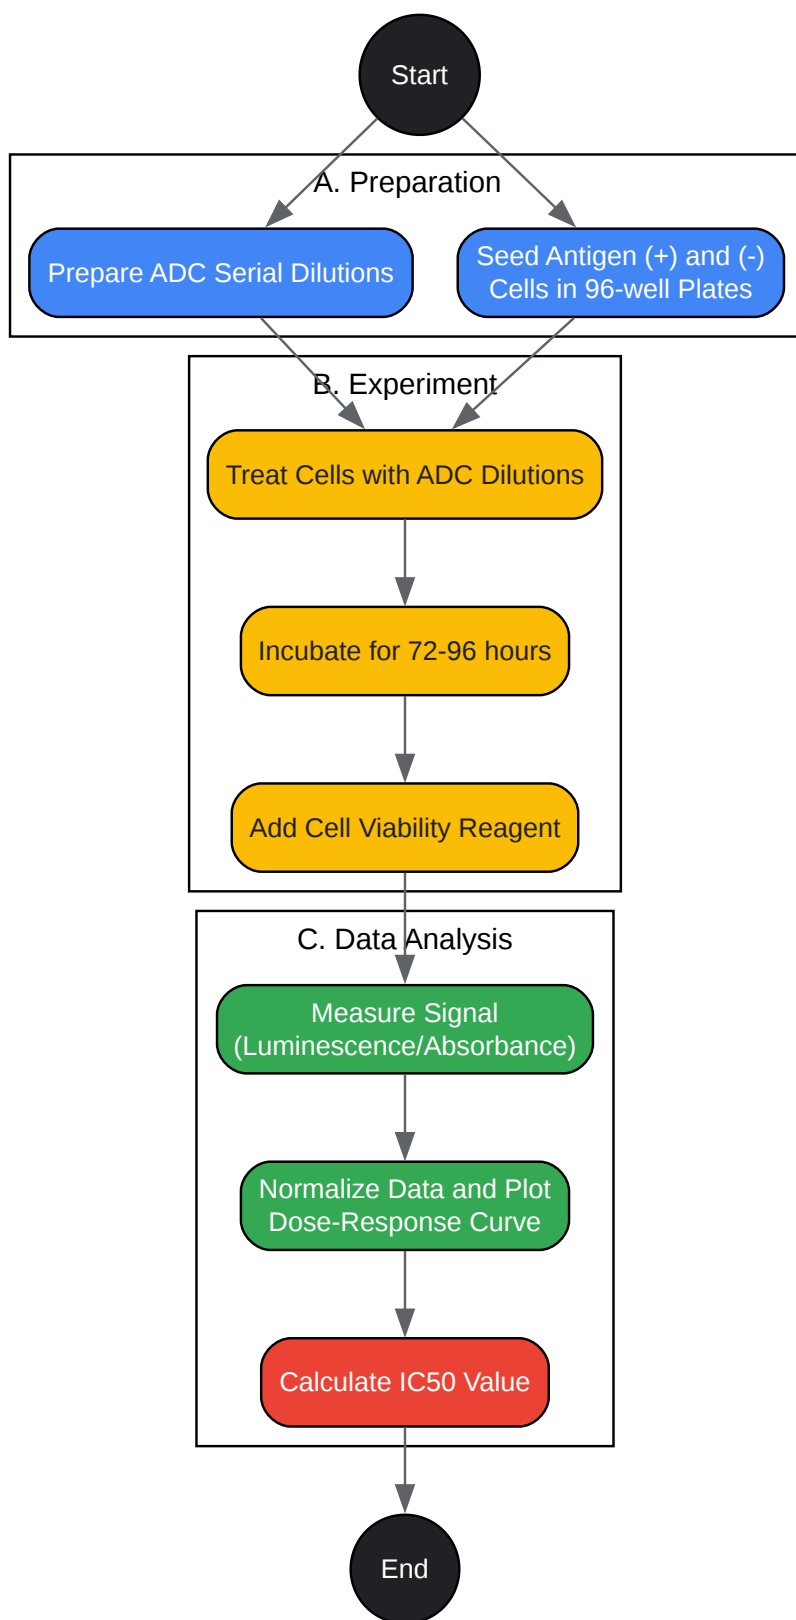 Start
A. Preparation
Prepare ADC Serial Dilutions
Seed Antigen (+) and (-)
Cells in 96-well Plates
B. Experiment
Treat Cells with ADC Dilutions
Incubate for 72-96 hours
Add Cell Viability Reagent
C. Data Analysis
Measure Signal
(Luminescence/Absorbance)
Normalize Data and Plot
Dose-Response Curve
Calculate IC50 Value
End